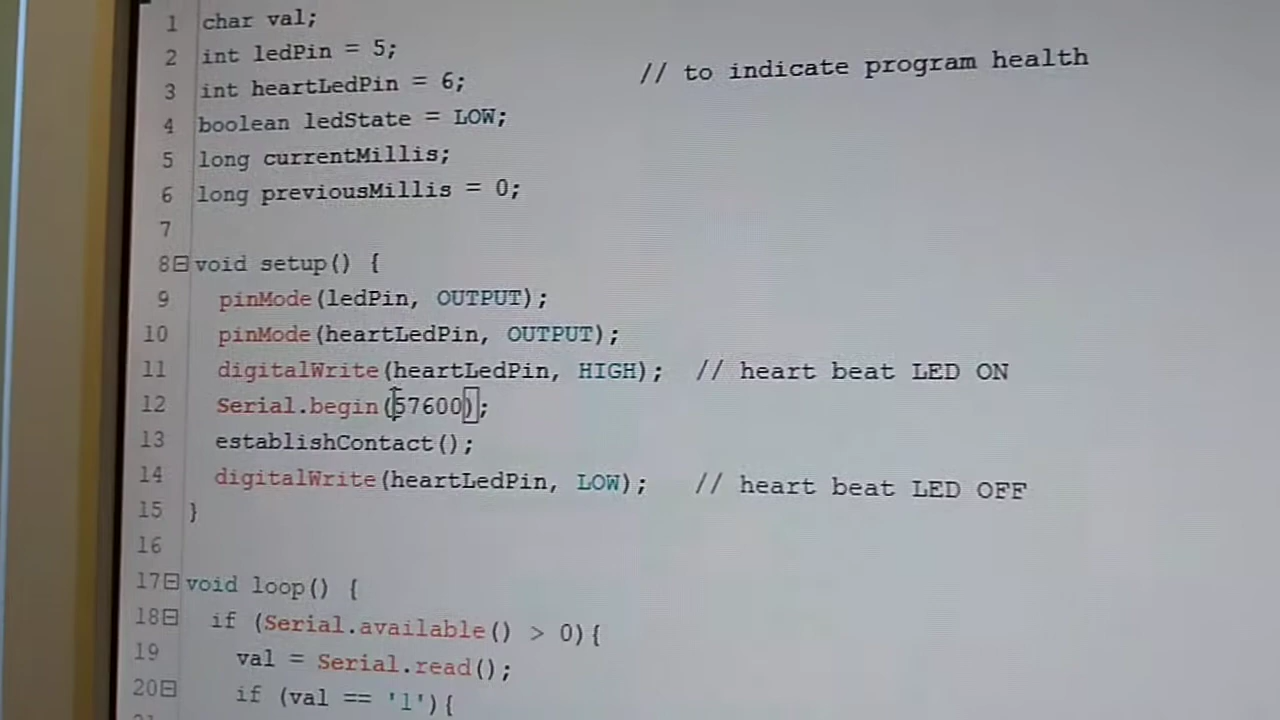 1 char val;
2 int ledPin = 5;
3 int heartLedPin = 6; // to indicate program health
4 boolean ledState = LOW;
5 long currentMillis;
6 long previousMillis = 0;
7
8 void setup() {
9 pinMode(ledPin, OUTPUT);
10 pinMode(heartLedPin, OUTPUT);
11 digitalWrite(heartLedPin, HIGH); // heart beat LED ON
12 Serial.begin(57600);
13 establishContact();
14 digitalWrite(heartLedPin, LOW); // heart beat LED OFF
15 }
16
17 void loop() {
18 if (Serial.available() > 0){
19 val = Serial.read();
20 if (val == '1'){